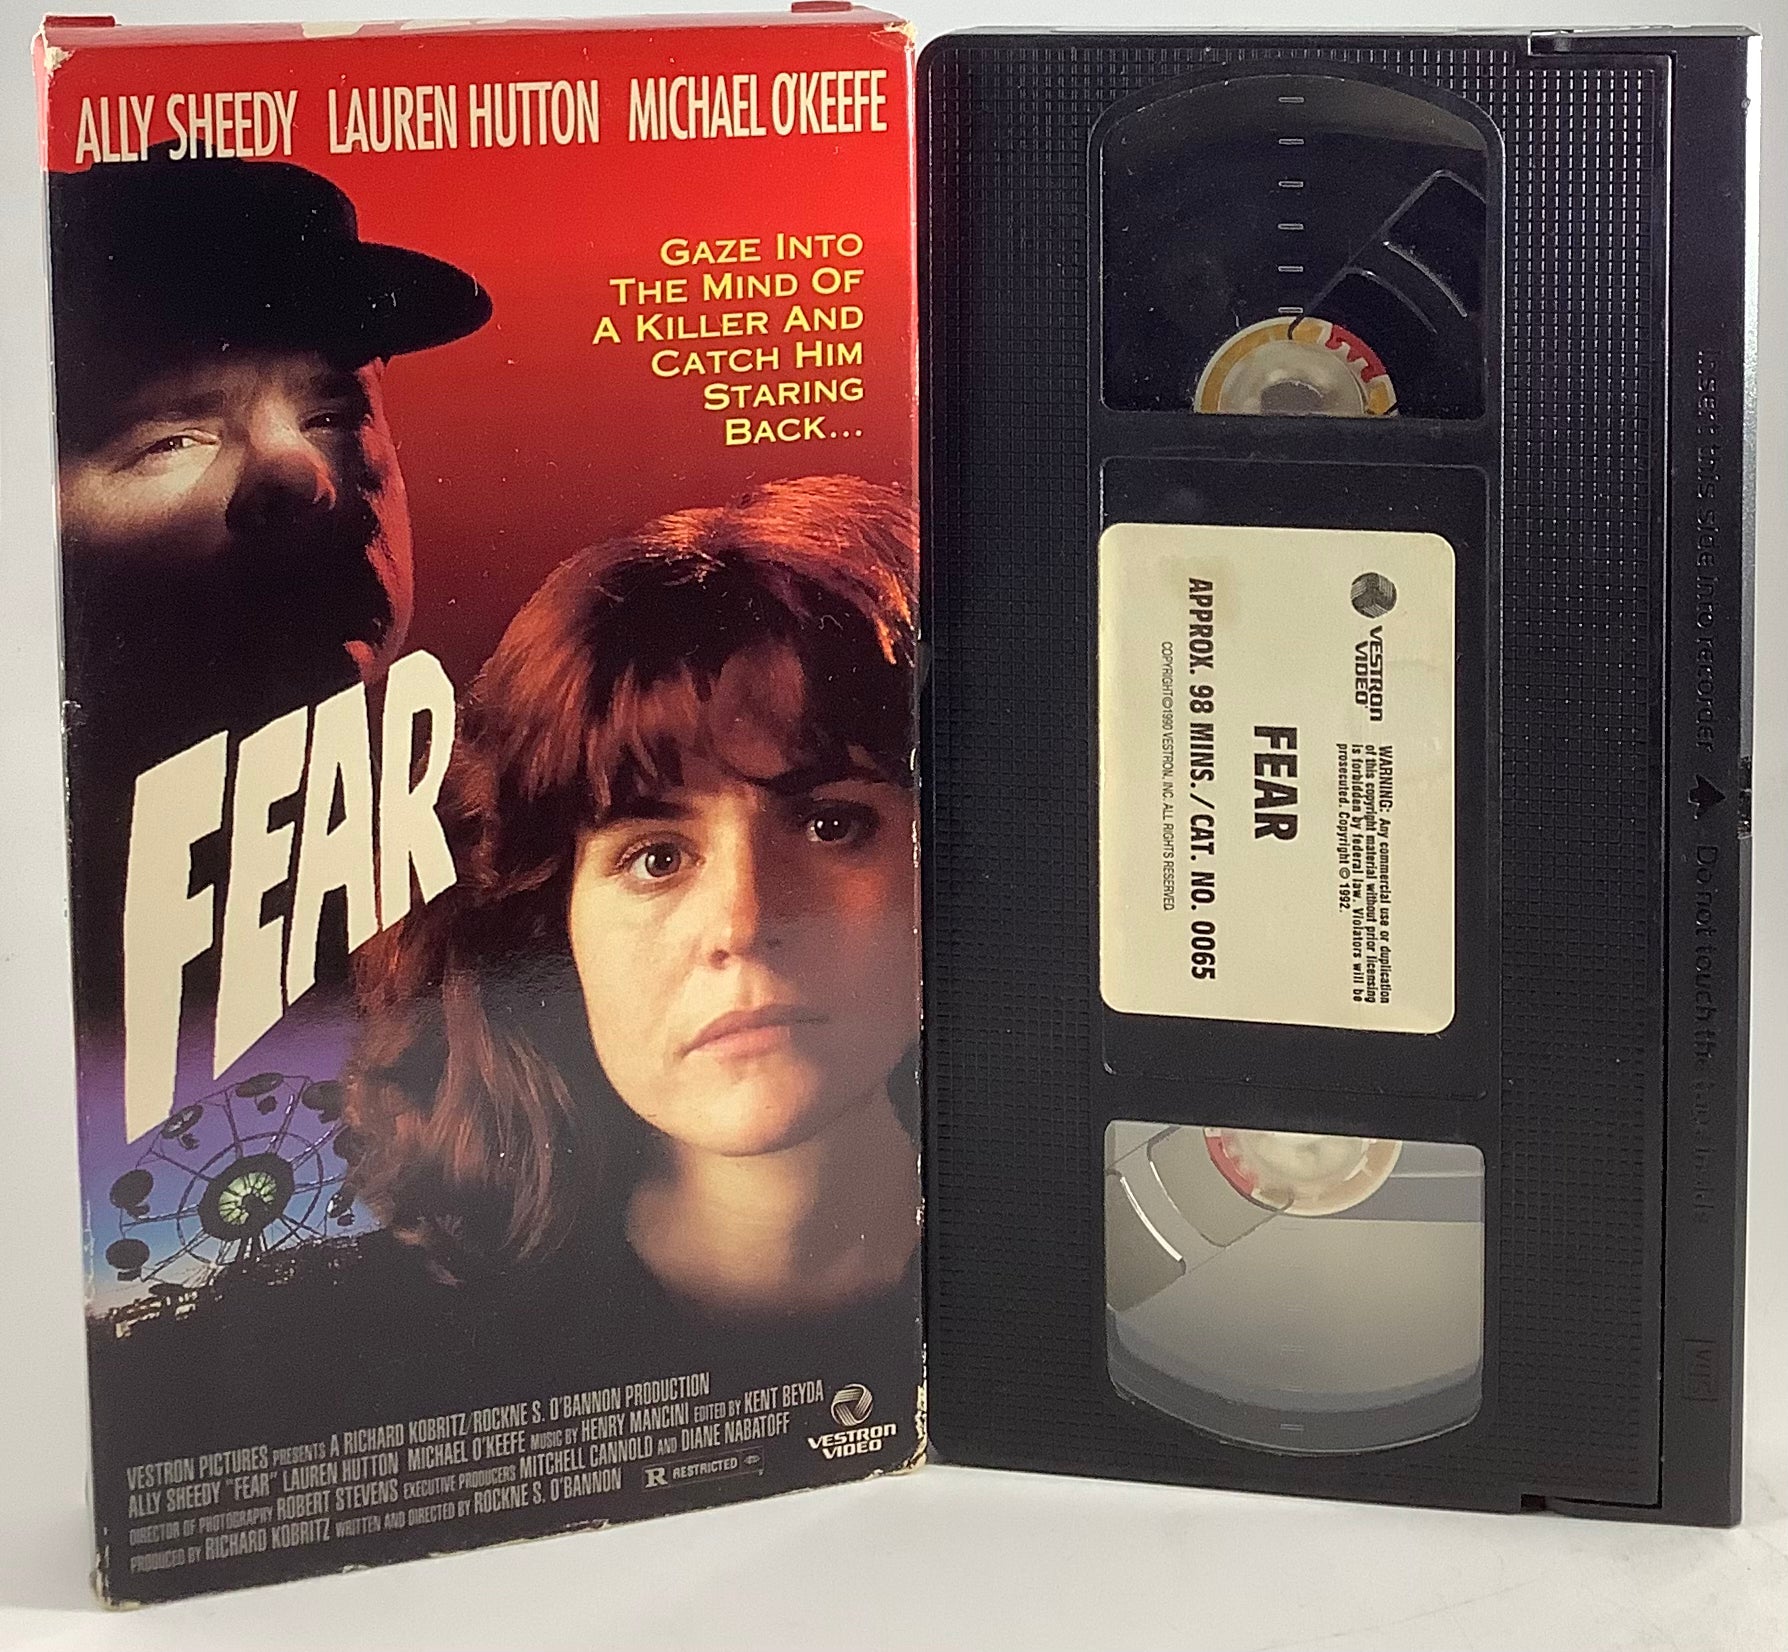 ALLY SHEEDY LAUREN HUTTON MICHAEL O'KEEFE
GAZE INTO
THE MIND OF
A KILLER AND
CATCH HIM
STARING
BACK...
FEAR
VESTRON PICTURES PRESENTS A RICHARD KOBRITZ/ROCKNE S. O'BANNON PRODUCTION
ALLY SHEEDY "FEAR" LAUREN HUTTON MICHAEL O'KEEFE MUSIC BY HENRY MANCINI EDITED BY KENT BEYDA
DIRECTOR OF PHOTOGRAPHY ROBERT STEVENS EXECUTIVE PRODUCERS MITCHELL CANNOLD AND DIANE NABATOFF
PRODUCED BY RICHARD KOBRITZ WRITTEN AND DIRECTED BY ROCKNE S. O'BANNON
R RESTRICTED
VESTRON
VIDEO
VESTRON
VIDEO
WARNING: Any commercial use or duplication
of this copyright material without prior licensing
is forbidden by federal law. Violators will be
prosecuted. Copyright © 1992.
FEAR
APPROX. 98 MINS./CAT. NO. 0065
COPYRIGHT©1990 VESTRON, INC. ALL RIGHTS RESERVED.
Insert this side into recorder ▲ Do not touch the tape inside
VHS